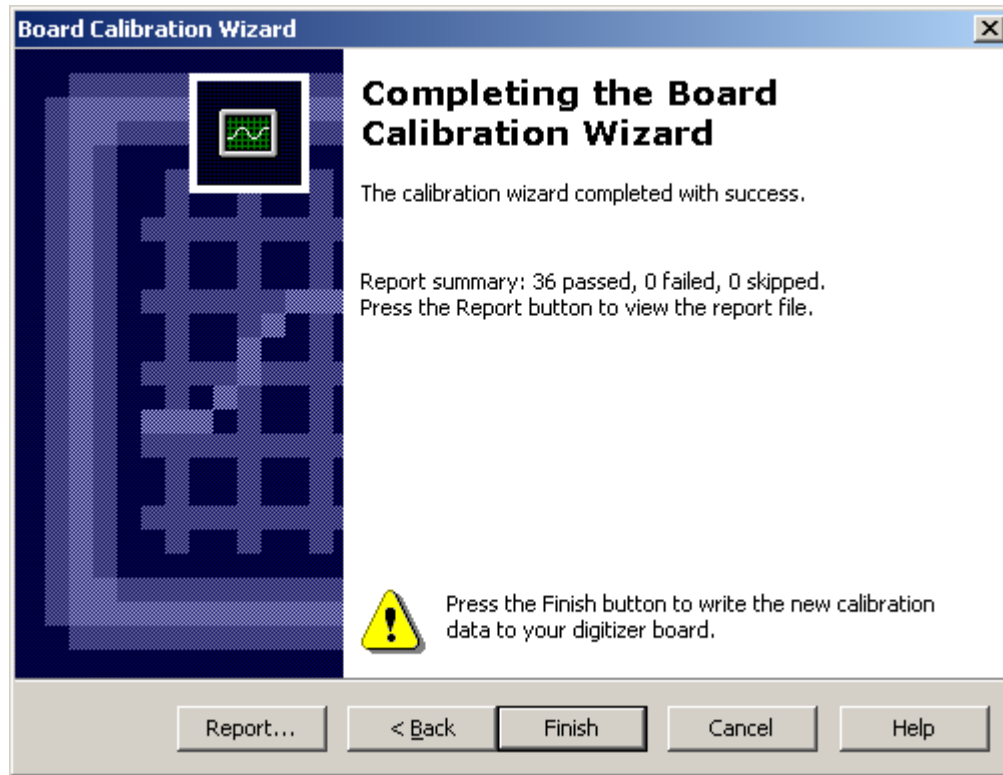 Board Calibration Wizard
Completing the Board
Calibration Wizard
The calibration wizard completed with success.
Report summary: 36 passed, 0 failed, 0 skipped.
Press the Report button to view the report file.
Press the Finish button to write the new calibration
data to your digitizer board.
Report... < Back Finish Cancel Help